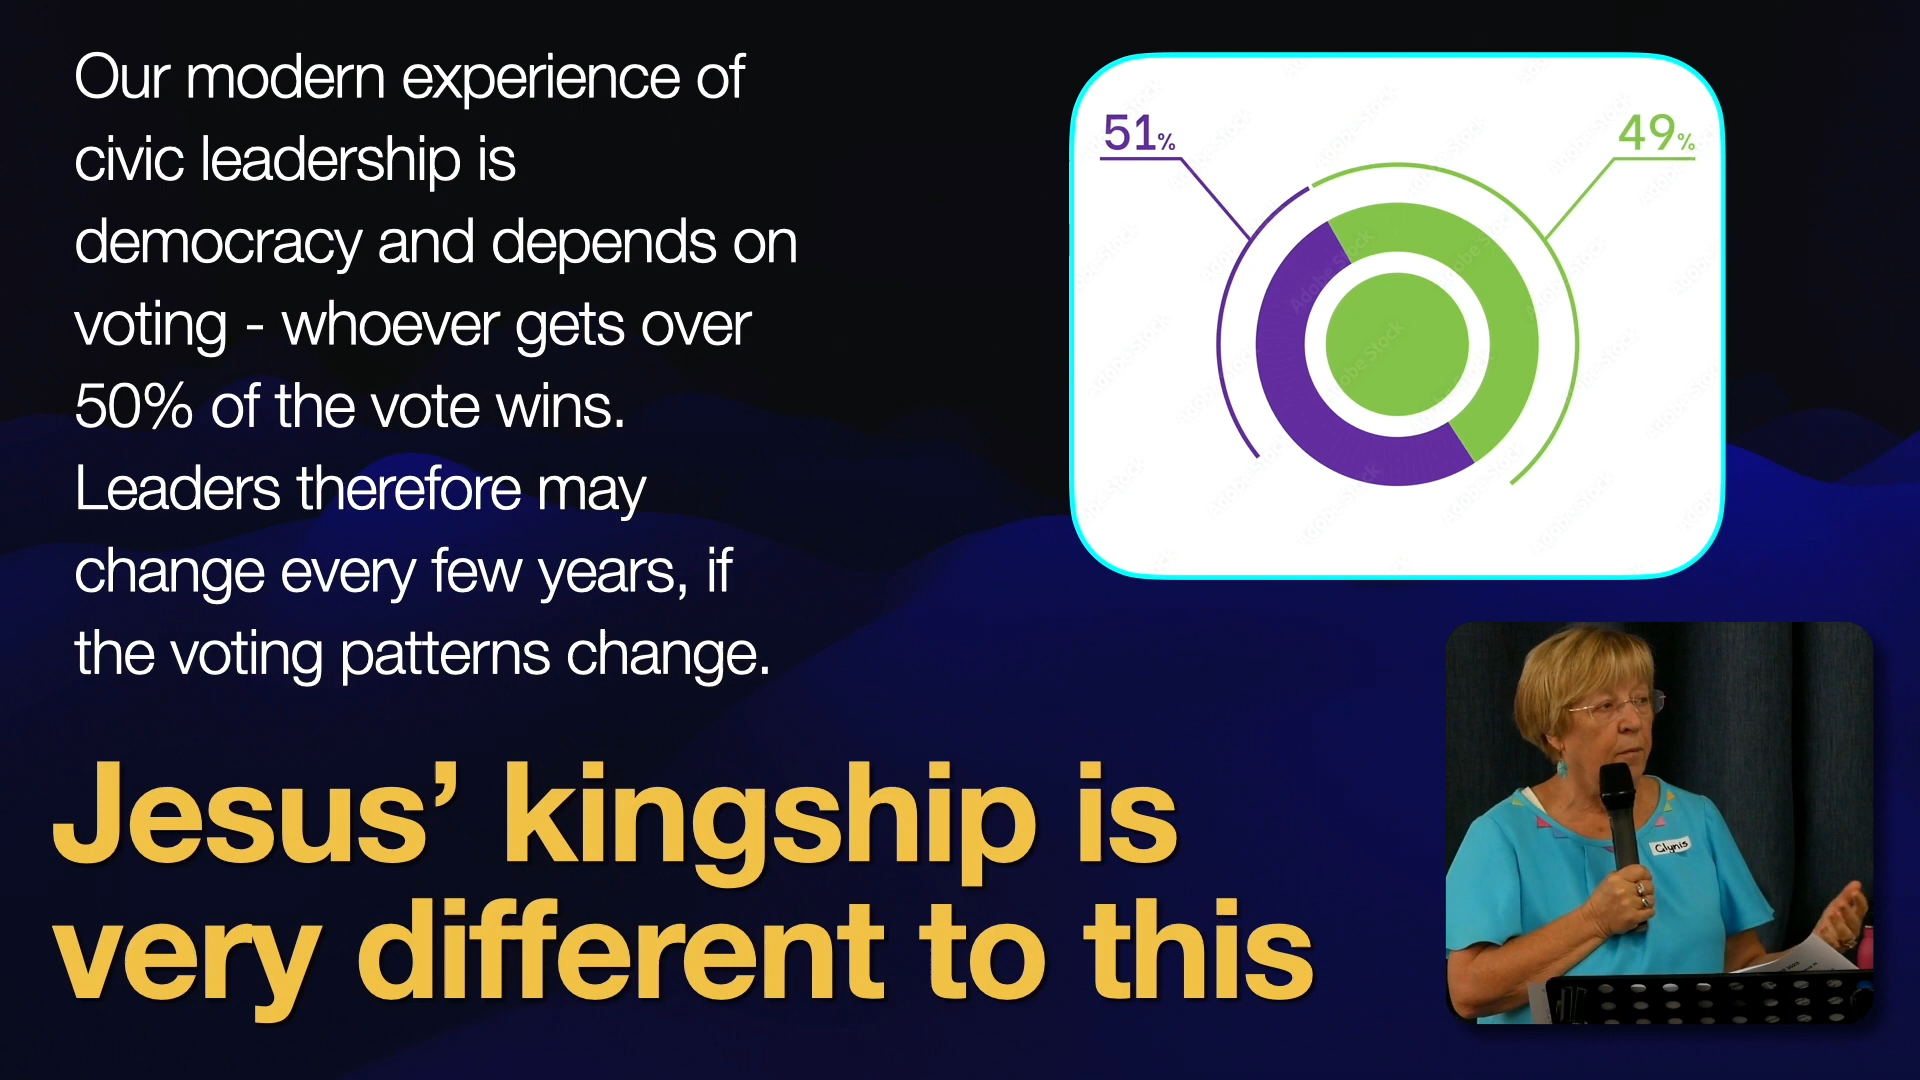 Our modern experience of
civic leadership is
democracy and depends on
voting - whoever gets over
50% of the vote wins.
Leaders therefore may
change every few years, if
the voting patterns change.
51%
49%
Adobe Stock
Jesus’ kingship is
very different to this
Glynis